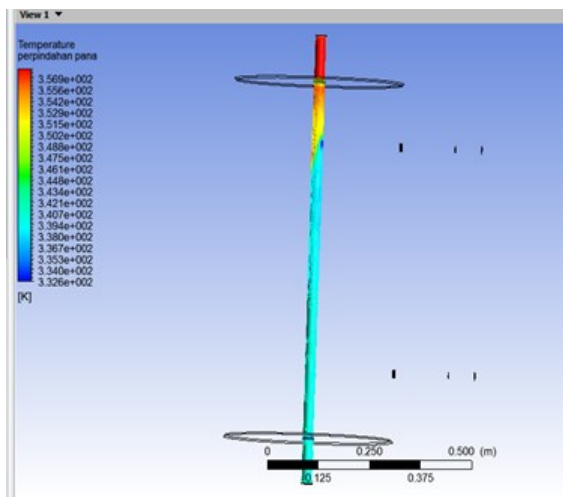 View 1
Temperature
perpindahan pana
3.569e+002
3.556e+002
3.542e+002
3.529e+002
3.515e+002
3.502e+002
3.488e+002
3.475e+002
3.461e+002
3.448e+002
3.434e+002
3.421e+002
3.407e+002
3.394e+002
3.380e+002
3.367e+002
3.353e+002
3.340e+002
3.326e+002
[K]
0 0.250 0.500 (m)
0.125 0.375